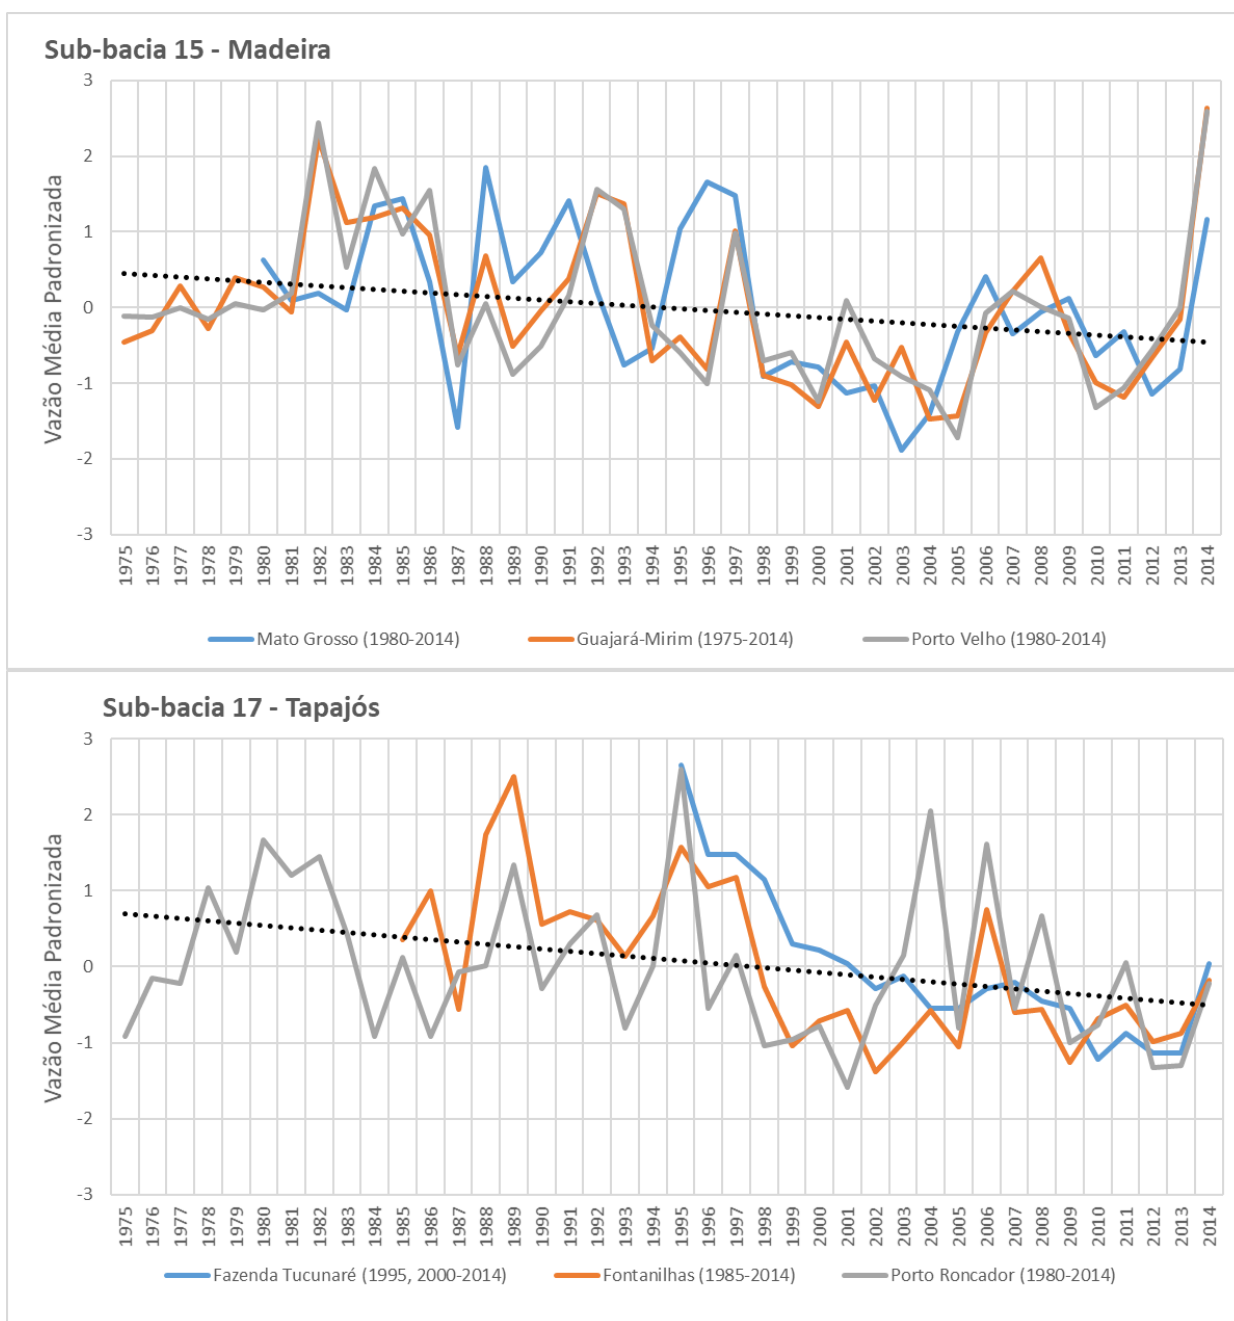 Sub-bacia 15 - Madeira
Vazão Média Padronizada
3
2
1
0
-1
-2
-3
1975 1976 1977 1978 1979 1980 1981 1982 1983 1984 1985 1986 1987 1988 1989 1990 1991 1992 1993 1994 1995 1996 1997 1998 1999 2000 2001 2002 2003 2004 2005 2006 2007 2008 2009 2010 2011 2012 2013 2014
Mato Grosso (1980-2014) Guajará-Mirim (1975-2014) Porto Velho (1980-2014)
Sub-bacia 17 - Tapajós
Vazão Média Padronizada
3
2
1
0
-1
-2
-3
1975 1976 1977 1978 1979 1980 1981 1982 1983 1984 1985 1986 1987 1988 1989 1990 1991 1992 1993 1994 1995 1996 1997 1998 1999 2000 2001 2002 2003 2004 2005 2006 2007 2008 2009 2010 2011 2012 2013 2014
Fazenda Tucunaré (1995, 2000-2014) Fontanilhas (1985-2014) Porto Roncador (1980-2014)